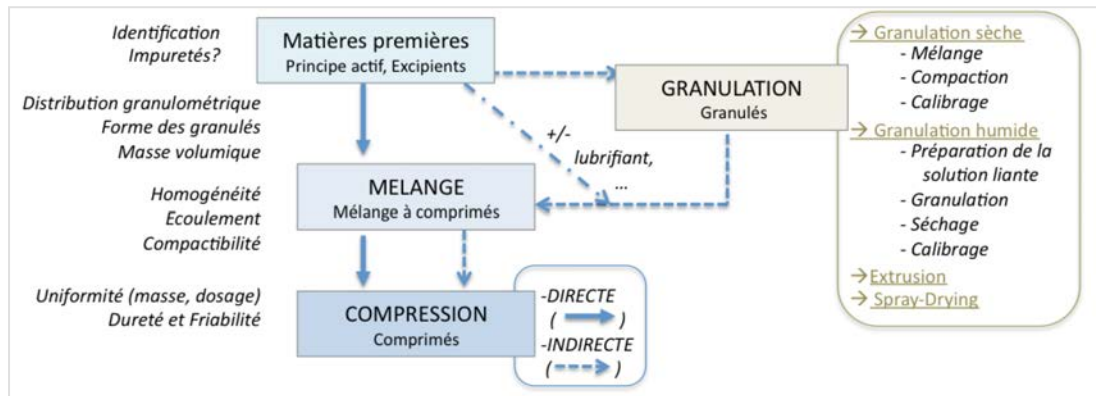 Identification
Impuretés?
Matières premières
Principe actif, Excipients
Distribution granulométrique
Forme des granulés
Masse volumique
+/-
lubrifiant,
...
GRANULATION
Granulés
MELANGE
Mélange à comprimés
Homogénéité
Ecoulement
Compactibilité
Uniformité (masse, dosage)
Dureté et Friabilité
COMPRESSION
Comprimés
-DIRECTE
( )
-INDIRECTE
( )
→ Granulation sèche
- Mélange
- Compaction
- Calibrage
→ Granulation humide
- Préparation de la
solution liante
- Granulation
- Séchage
- Calibrage
→Extrusion
→ Spray-Drying